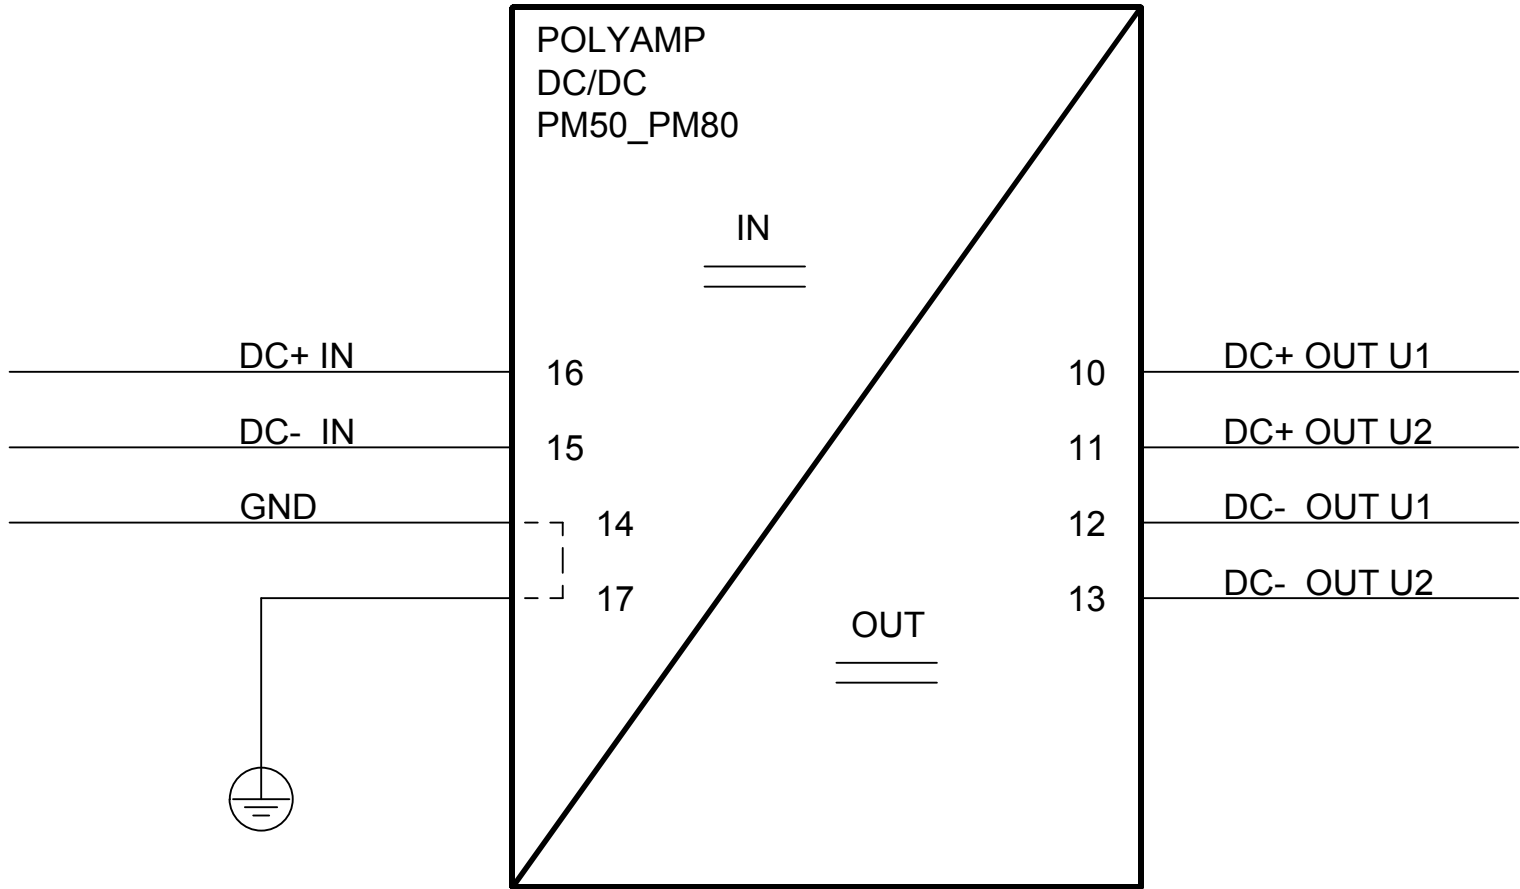 POLYAMP
DC/DC
PM50_PM80
IN
DC+ IN
16
10
DC+ OUT U1
DC- IN
15
11
DC+ OUT U2
GND
14
12
DC- OUT U1
17
13
DC- OUT U2
OUT